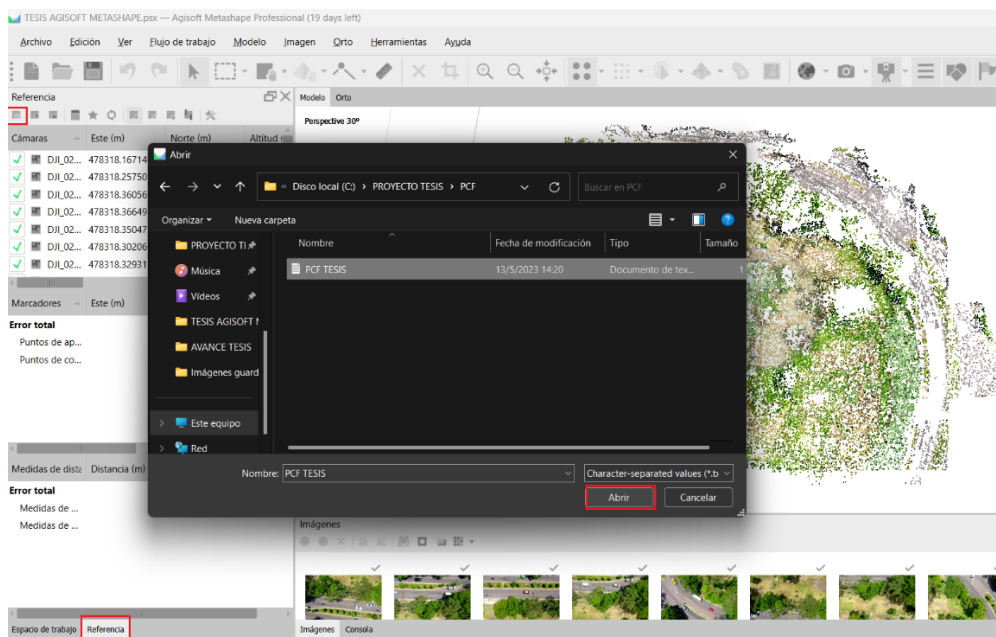 TESIS AGISOFT METASHAPE.psx — Agisoft Metashape Professional (19 days left)
Archivo Edición Ver Flujo de trabajo Modelo Imagen Orto Herramientas Ayuda
Referencia
Modelo Orto
Perspective 30º
Cámaras Este (m) Norte (m) Altitud
DJI_02... 478318.16714
DJI_02... 478318.25750
DJI_02... 478318.36056
DJI_02... 478318.36649
DJI_02... 478318.35047
DJI_02... 478318.30206
DJI_02... 478318.32931
Marcadores Este (m)
Error total
Puntos de ap...
Puntos de co...
Medidas de dista Distancia (m)
Error total
Medidas de ...
Medidas de ...
Espacio de trabajo Referencia
Abrir
« Disco local (C:) › PROYECTO TESIS › PCF
Buscar en PCF
Organizar Nueva carpeta
PROYECTO TI
Música
Vídeos
TESIS AGISOFT M
AVANCE TESIS
Imágenes guard
Este equipo
Red
Nombre Fecha de modificación Tipo Tamaño
PCF TESIS 13/5/2023 14:20 Documento de tex... 1
Nombre: PCF TESIS Character-separated values (*.b
Abrir Cancelar
Imágenes
Imágenes Consola